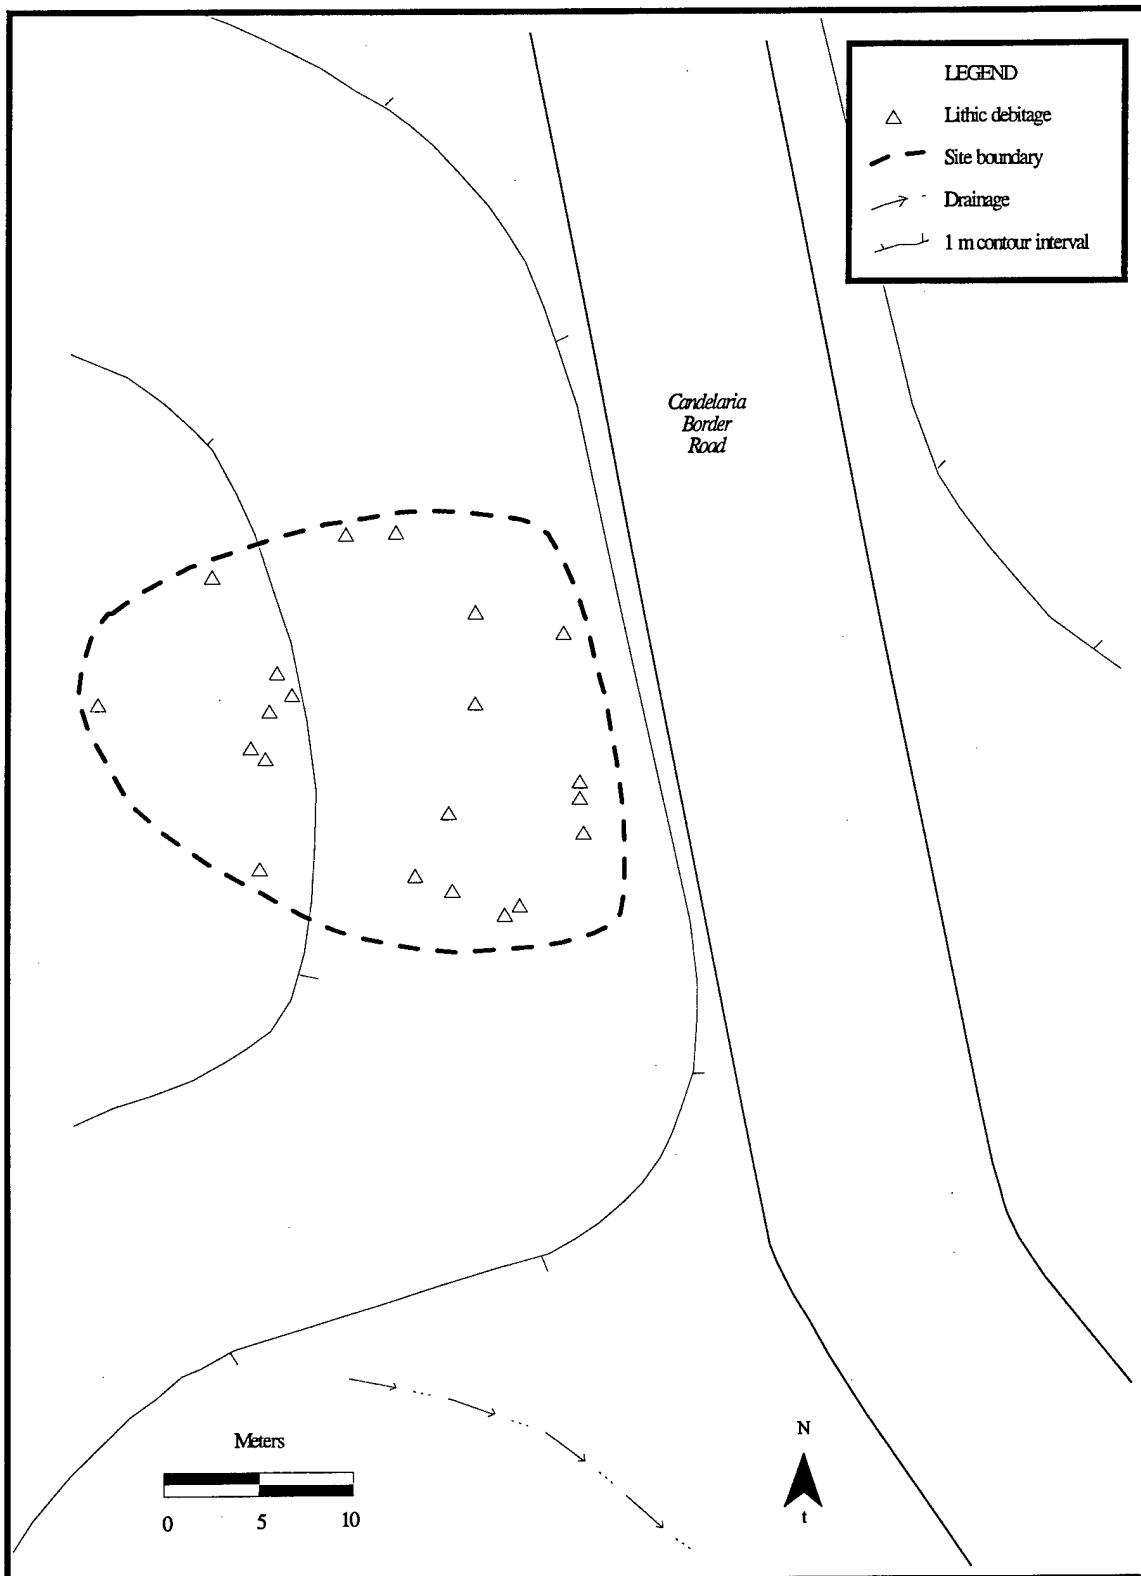 LEGEND
Lithic debitage
Site boundary
Drainage
1 m contour interval
Candelaria
Border
Road
Meters
0 5 10
N
t